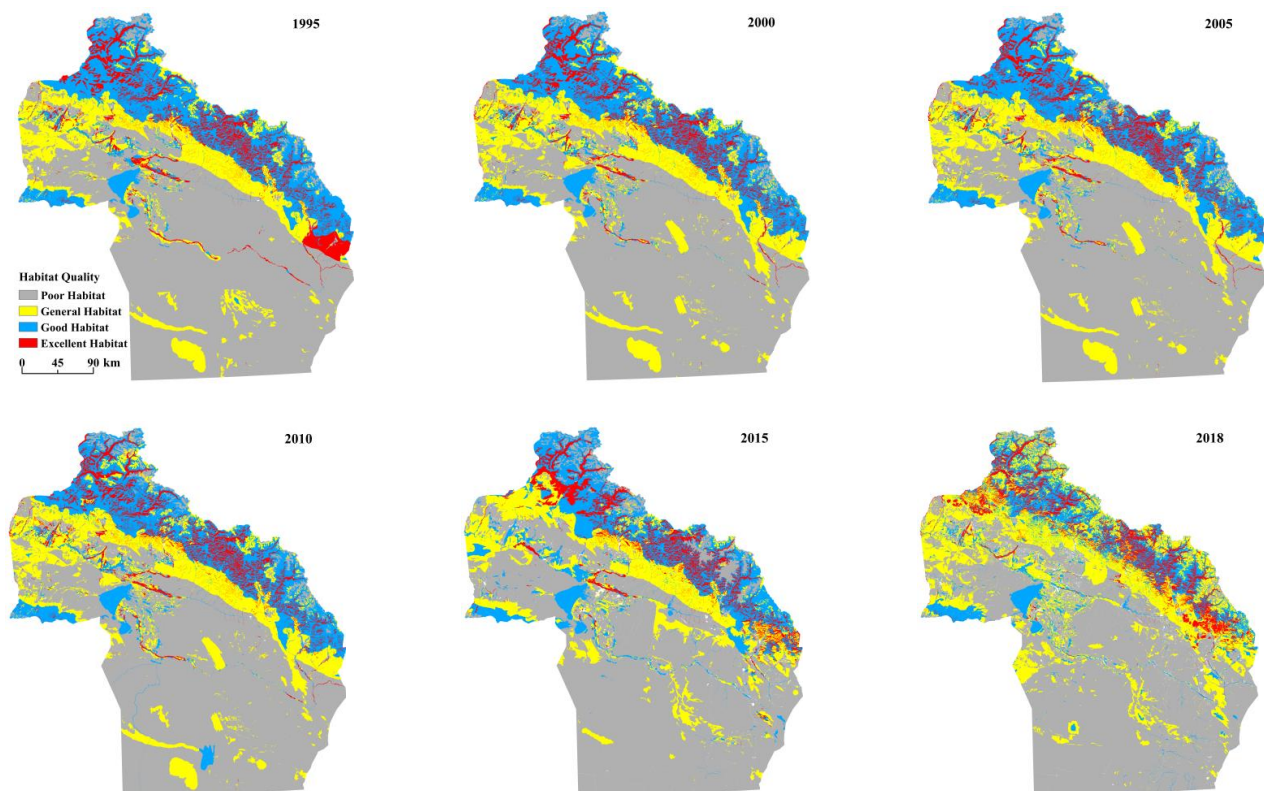 1995
2000
2005
Habitat Quality
Poor Habitat
General Habitat
Good Habitat
Excellent Habitat
0 45 90 km
2010
2015
2018